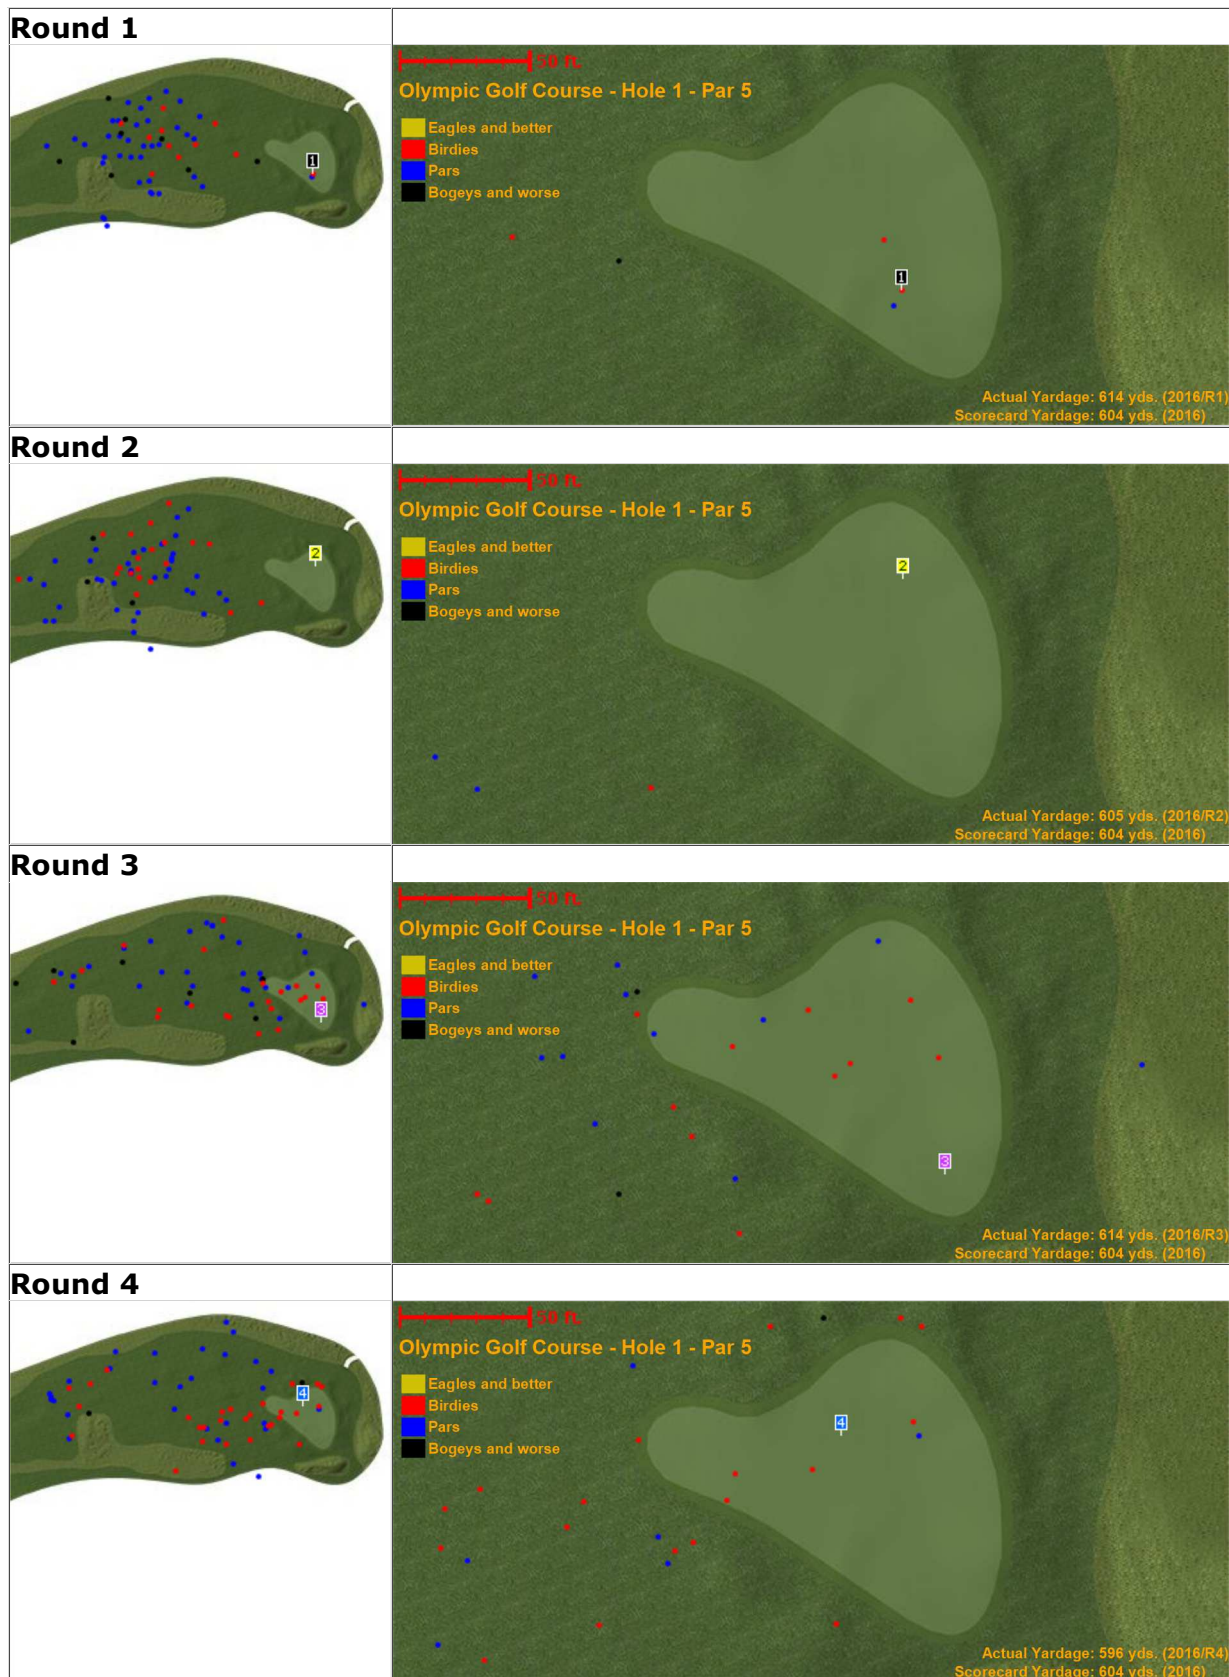 Round 1
1
50 ft.
Olympic Golf Course - Hole 1 - Par 5
Eagles and better
Birdies
Pars
Bogeys and worse
1
Actual Yardage: 614 yds. (2016/R1)
Scorecard Yardage: 604 yds. (2016)
Round 2
2
50 ft.
Olympic Golf Course - Hole 1 - Par 5
Eagles and better
Birdies
Pars
Bogeys and worse
2
Actual Yardage: 605 yds. (2016/R2)
Scorecard Yardage: 604 yds. (2016)
Round 3
3
50 ft.
Olympic Golf Course - Hole 1 - Par 5
Eagles and better
Birdies
Pars
Bogeys and worse
3
Actual Yardage: 614 yds. (2016/R3)
Scorecard Yardage: 604 yds. (2016)
Round 4
4
50 ft.
Olympic Golf Course - Hole 1 - Par 5
Eagles and better
Birdies
Pars
Bogeys and worse
4
Actual Yardage: 596 yds. (2016/R4)
Scorecard Yardage: 604 yds. (2016)